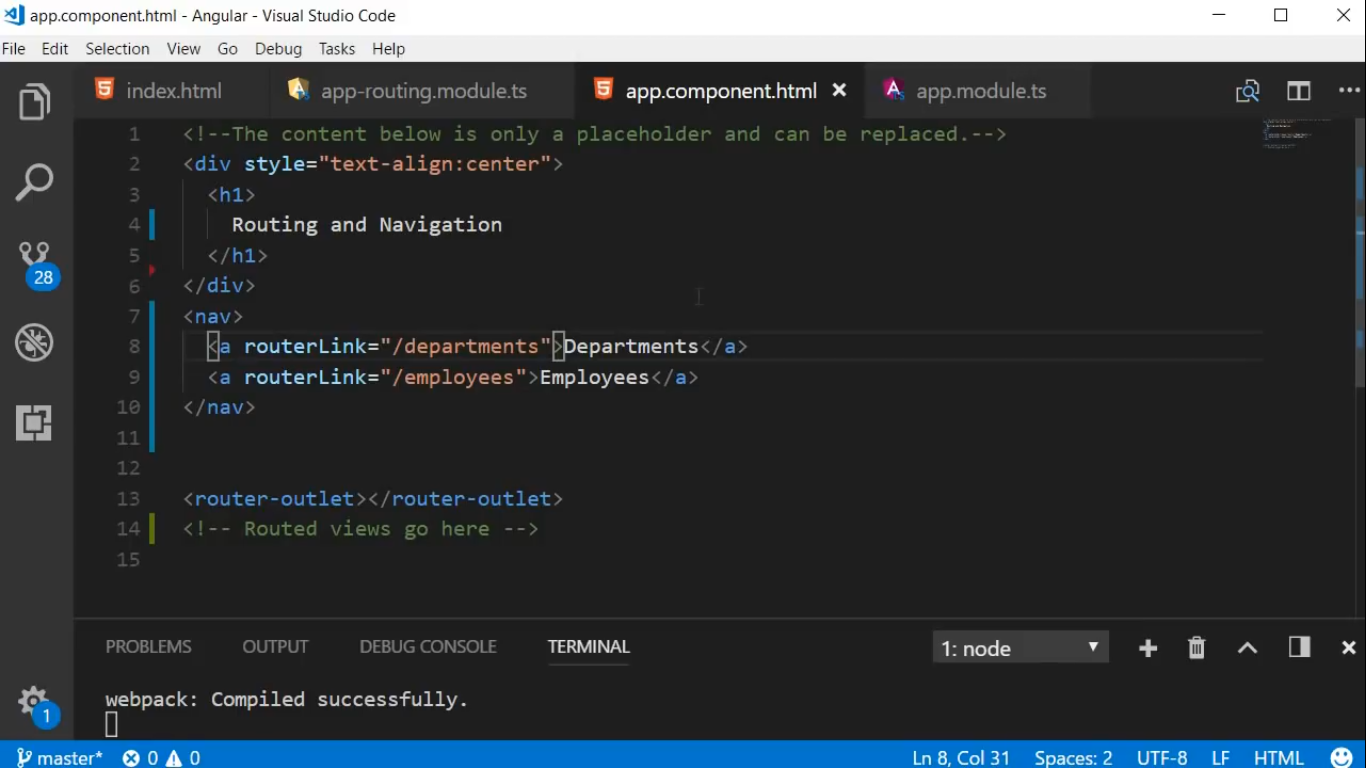 app.component.html - Angular - Visual Studio Code
File Edit Selection View Go Debug Tasks Help
index.html app-routing.module.ts app.component.html app.module.ts
1 <!--The content below is only a placeholder and can be replaced.-->
2 <div style="text-align:center">
3 <h1>
4 Routing and Navigation
5 </h1>
6 </div>
7 <nav>
8 <a routerLink="/departments">Departments</a>
9 <a routerLink="/employees">Employees</a>
10 </nav>
11
12
13 <router-outlet></router-outlet>
14 <!-- Routed views go here -->
15
28
PROBLEMS OUTPUT DEBUG CONSOLE TERMINAL 1: node
webpack: Compiled successfully.
1
master* 0 0 Ln 8, Col 31 Spaces: 2 UTF-8 LF HTML